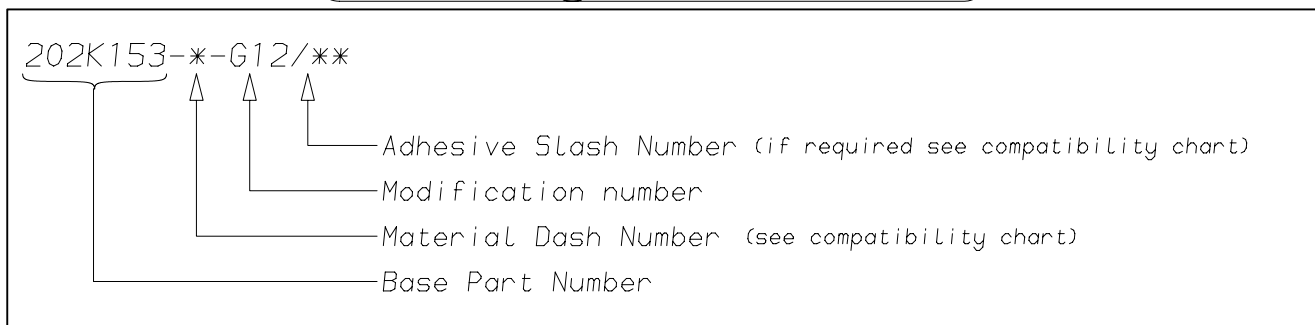 202K153-*-G12/**
Adhesive Slash Number (if required see compatibility chart)
Modification number
Material Dash Number (see compatibility chart)
Base Part Number